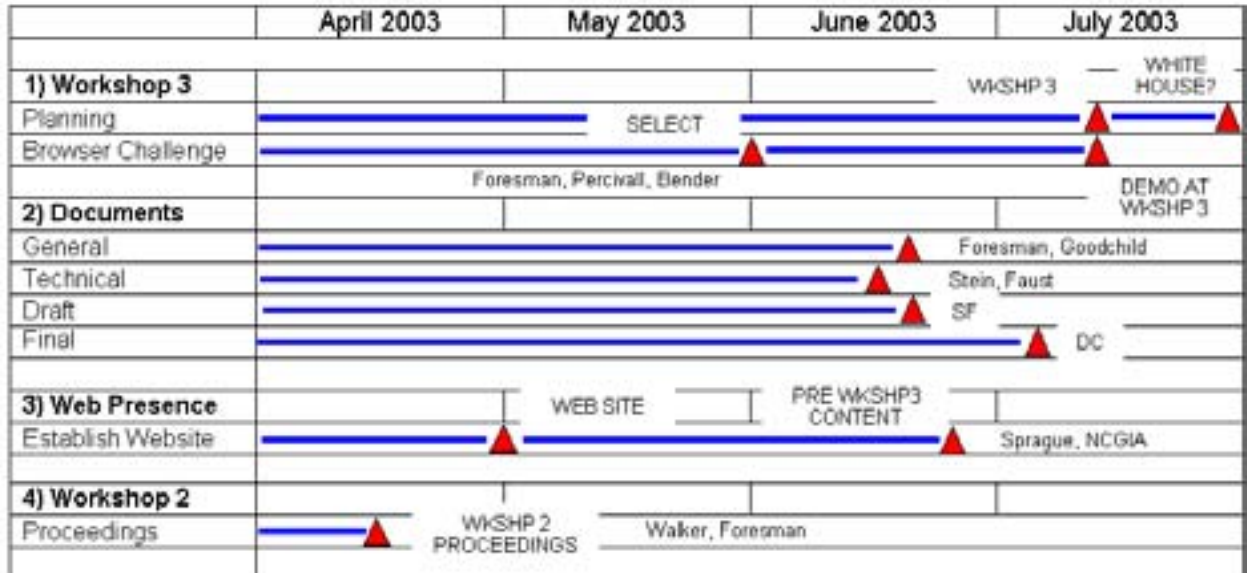 April 2003 May 2003 June 2003 July 2003
1) Workshop 3 WKSHP 3 WHITE HOUSE?
Planning SELECT
Browser Challenge
Foresman, Percivall, Bender DEMO AT WKSHP 3
2) Documents
General Foresman, Goodchild
Technical Stein, Faust
Draft SF
Final DC
3) Web Presence WEB SITE PRE WKSHP3 CONTENT
Establish Website Sprague, NCGIA
4) Workshop 2
Proceedings WKSHP 2 PROCEEDINGS Walker, Foresman